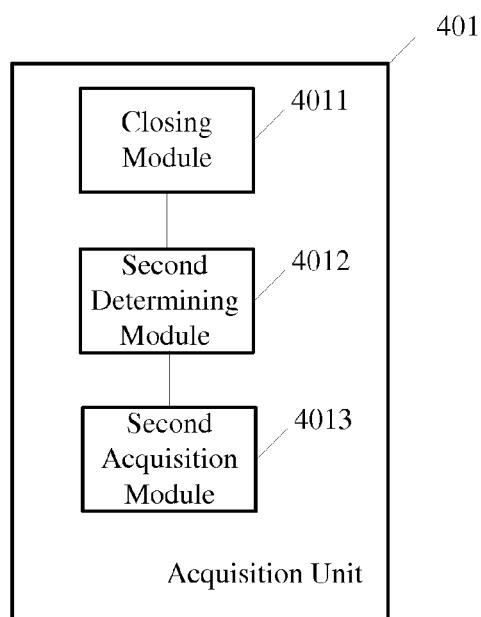 401
4011
Closing
Module
4012
Second
Determining
Module
4013
Second
Acquisition
Module
Acquisition Unit